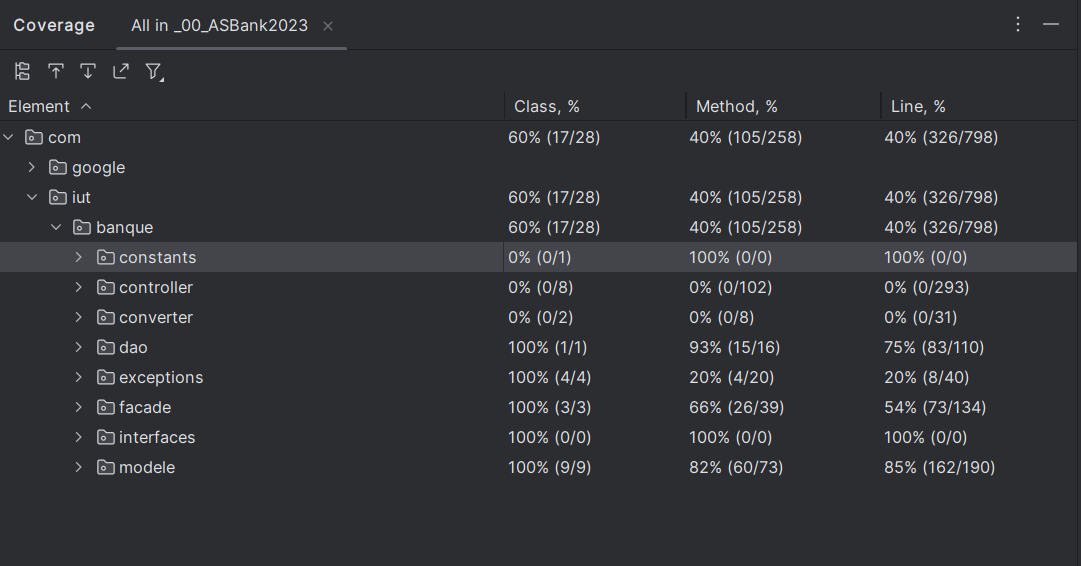 Coverage All in _00_ASBank2023
Element Class, % Method, % Line, %
com 60% (17/28) 40% (105/258) 40% (326/798)
google
iut 60% (17/28) 40% (105/258) 40% (326/798)
banque 60% (17/28) 40% (105/258) 40% (326/798)
constants 0% (0/1) 100% (0/0) 100% (0/0)
controller 0% (0/8) 0% (0/102) 0% (0/293)
converter 0% (0/2) 0% (0/8) 0% (0/31)
dao 100% (1/1) 93% (15/16) 75% (83/110)
exceptions 100% (4/4) 20% (4/20) 20% (8/40)
facade 100% (3/3) 66% (26/39) 54% (73/134)
interfaces 100% (0/0) 100% (0/0) 100% (0/0)
modele 100% (9/9) 82% (60/73) 85% (162/190)